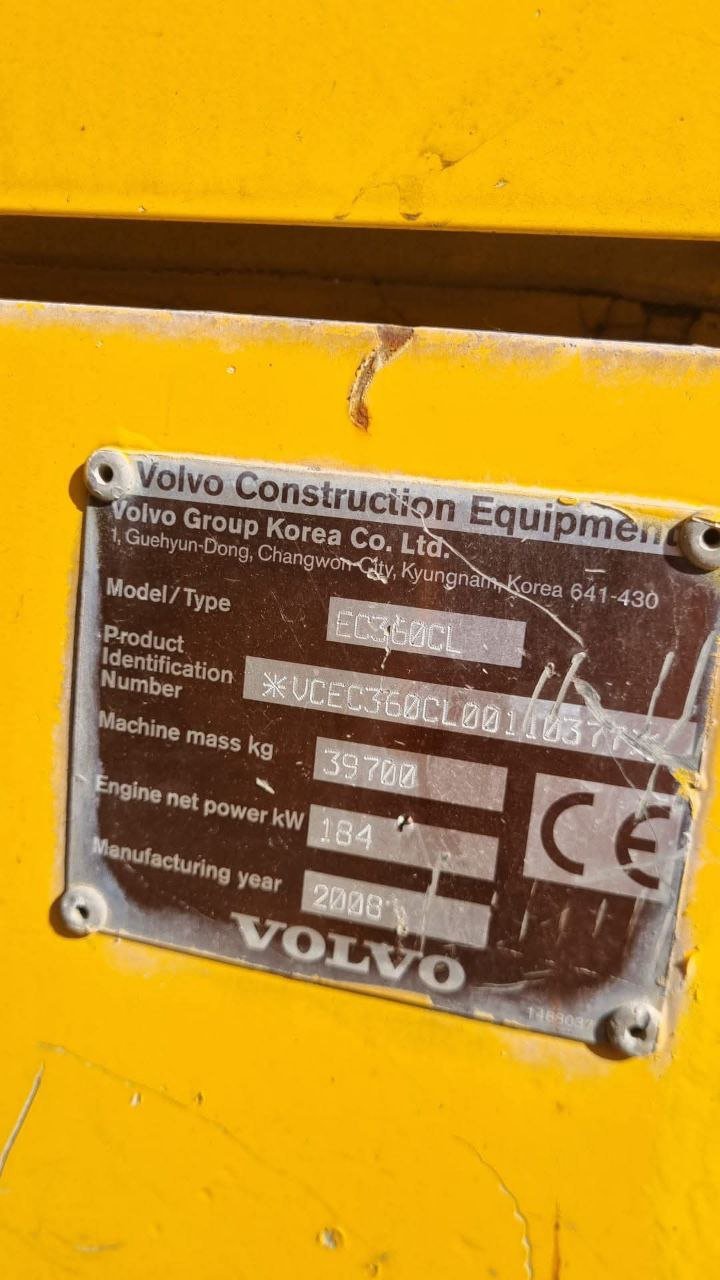 Volvo Construction Equipment
Volvo Group Korea Co. Ltd.
1, Guehyun-Dong, Changwon-City, Kyungnam, Korea 641-430
Model/Type EC360CL
Product Identification Number
Machine mass kg 39700
Engine net power kW 184
Manufacturing year 2008
CE
VOLVO